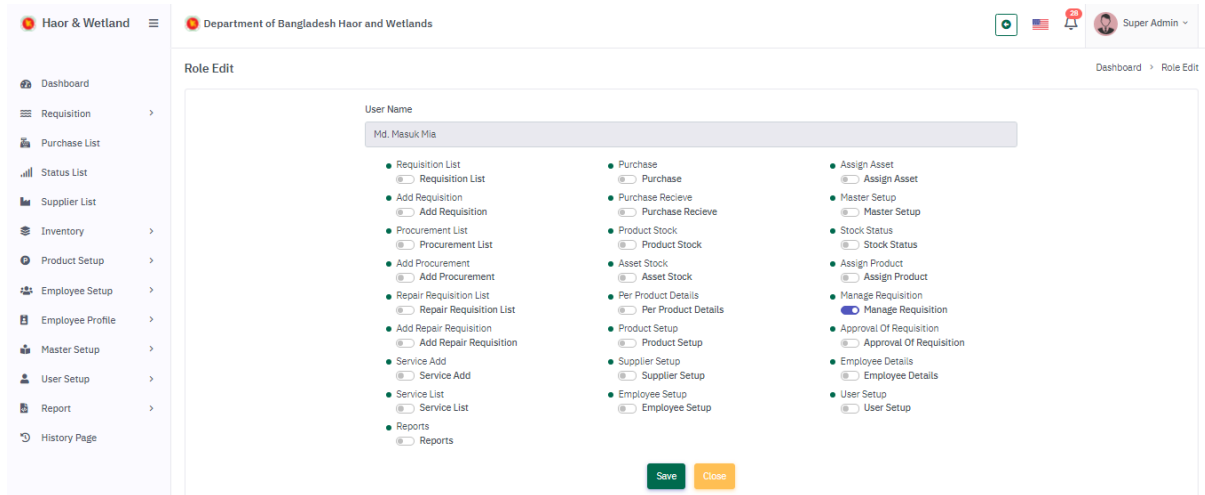 Haor & Wetland
Department of Bangladesh Haor and Wetlands
28
Super Admin
Dashboard
Requisition
Purchase List
Status List
Supplier List
Inventory
Product Setup
Employee Setup
Employee Profile
Master Setup
User Setup
Report
History Page
Role Edit
Dashboard > Role Edit
User Name
Md. Masuk Mia
Requisition List
Requisition List
Add Requisition
Add Requisition
Procurement List
Procurement List
Add Procurement
Add Procurement
Repair Requisition List
Repair Requisition List
Add Repair Requisition
Add Repair Requisition
Service Add
Service Add
Service List
Service List
Reports
Reports
Purchase
Purchase
Purchase Recieve
Purchase Recieve
Product Stock
Product Stock
Asset Stock
Asset Stock
Per Product Details
Per Product Details
Product Setup
Product Setup
Supplier Setup
Supplier Setup
Employee Setup
Employee Setup
Assign Asset
Assign Asset
Master Setup
Master Setup
Stock Status
Stock Status
Assign Product
Assign Product
Manage Requisition
Manage Requisition
Approval Of Requisition
Approval Of Requisition
Employee Details
Employee Details
User Setup
User Setup
Save
Close